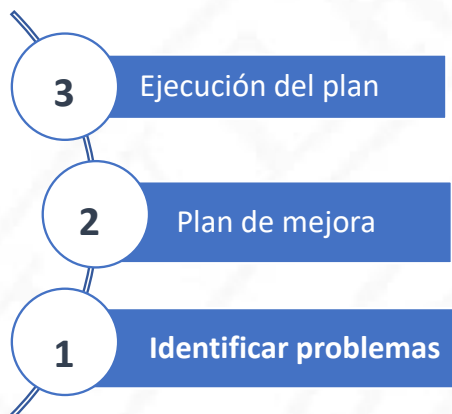 3 Ejecución del plan
2 Plan de mejora
1 Identificar problemas